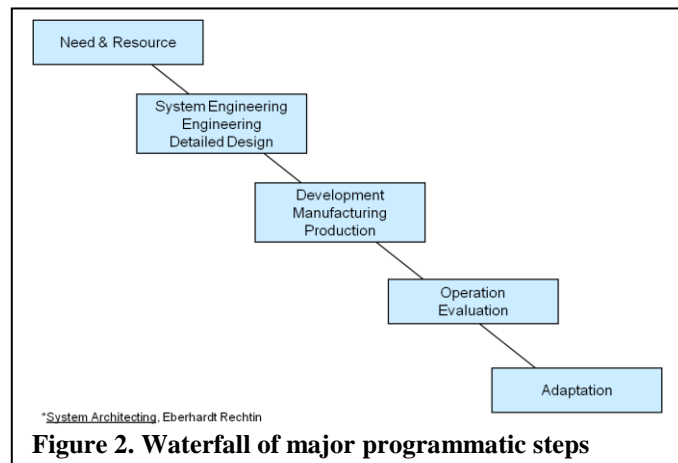 Need & Resource
System Engineering
Engineering
Detailed Design
Development
Manufacturing
Production
Operation
Evaluation
Adaptation
*System Architecting, Eberhardt Rechtin
Figure 2. Waterfall of major programmatic steps